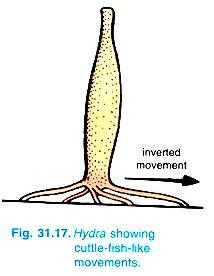 inverted
movement
Fig. 31.17. Hydra showing
cuttle-fish-like
movements.